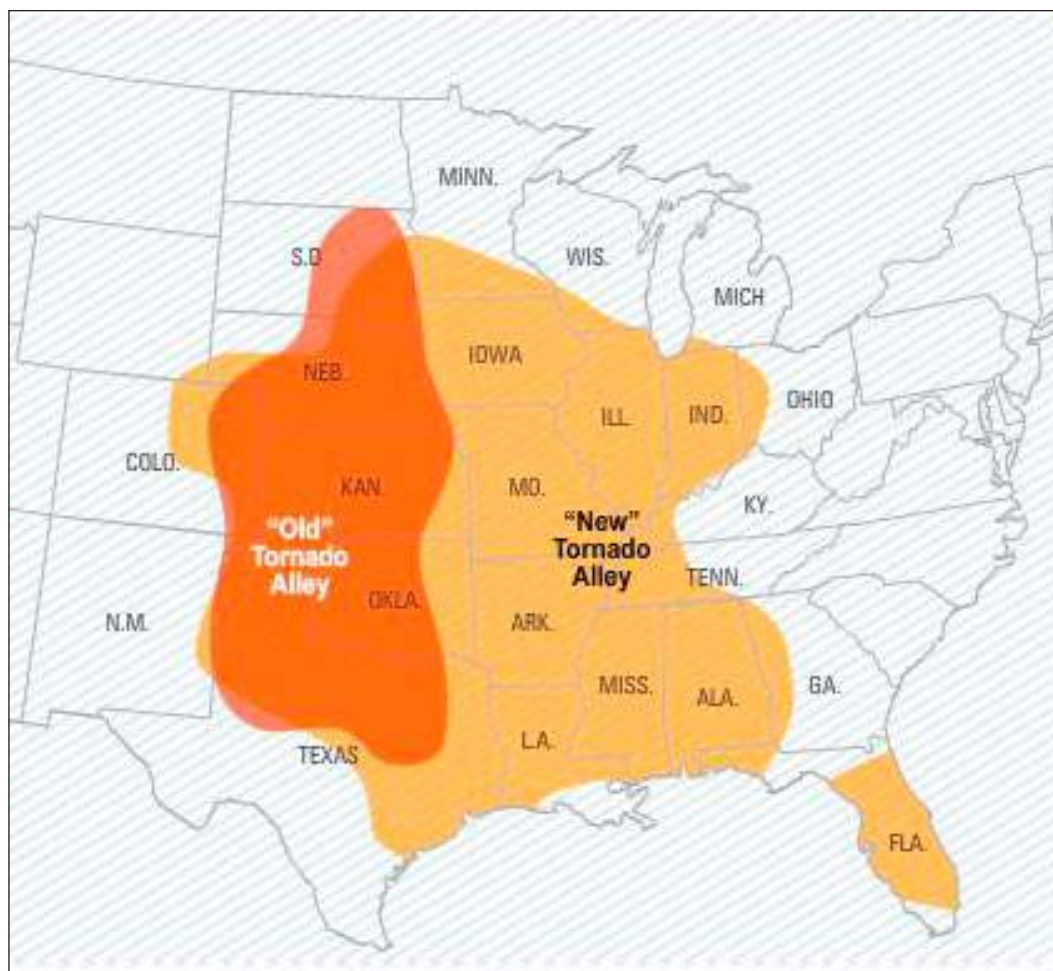 MINN.
S.D
WIS.
MICH
IOWA
NEB.
OHIO
ILL.
IND.
COLO.
KAN.
MO.
KY.
"Old"
Tornado
Alley
"New"
Tornado
Alley
TENN.
OKLA.
N.M.
ARK.
MISS.
ALA.
GA.
L.A.
TEXAS
FLA.